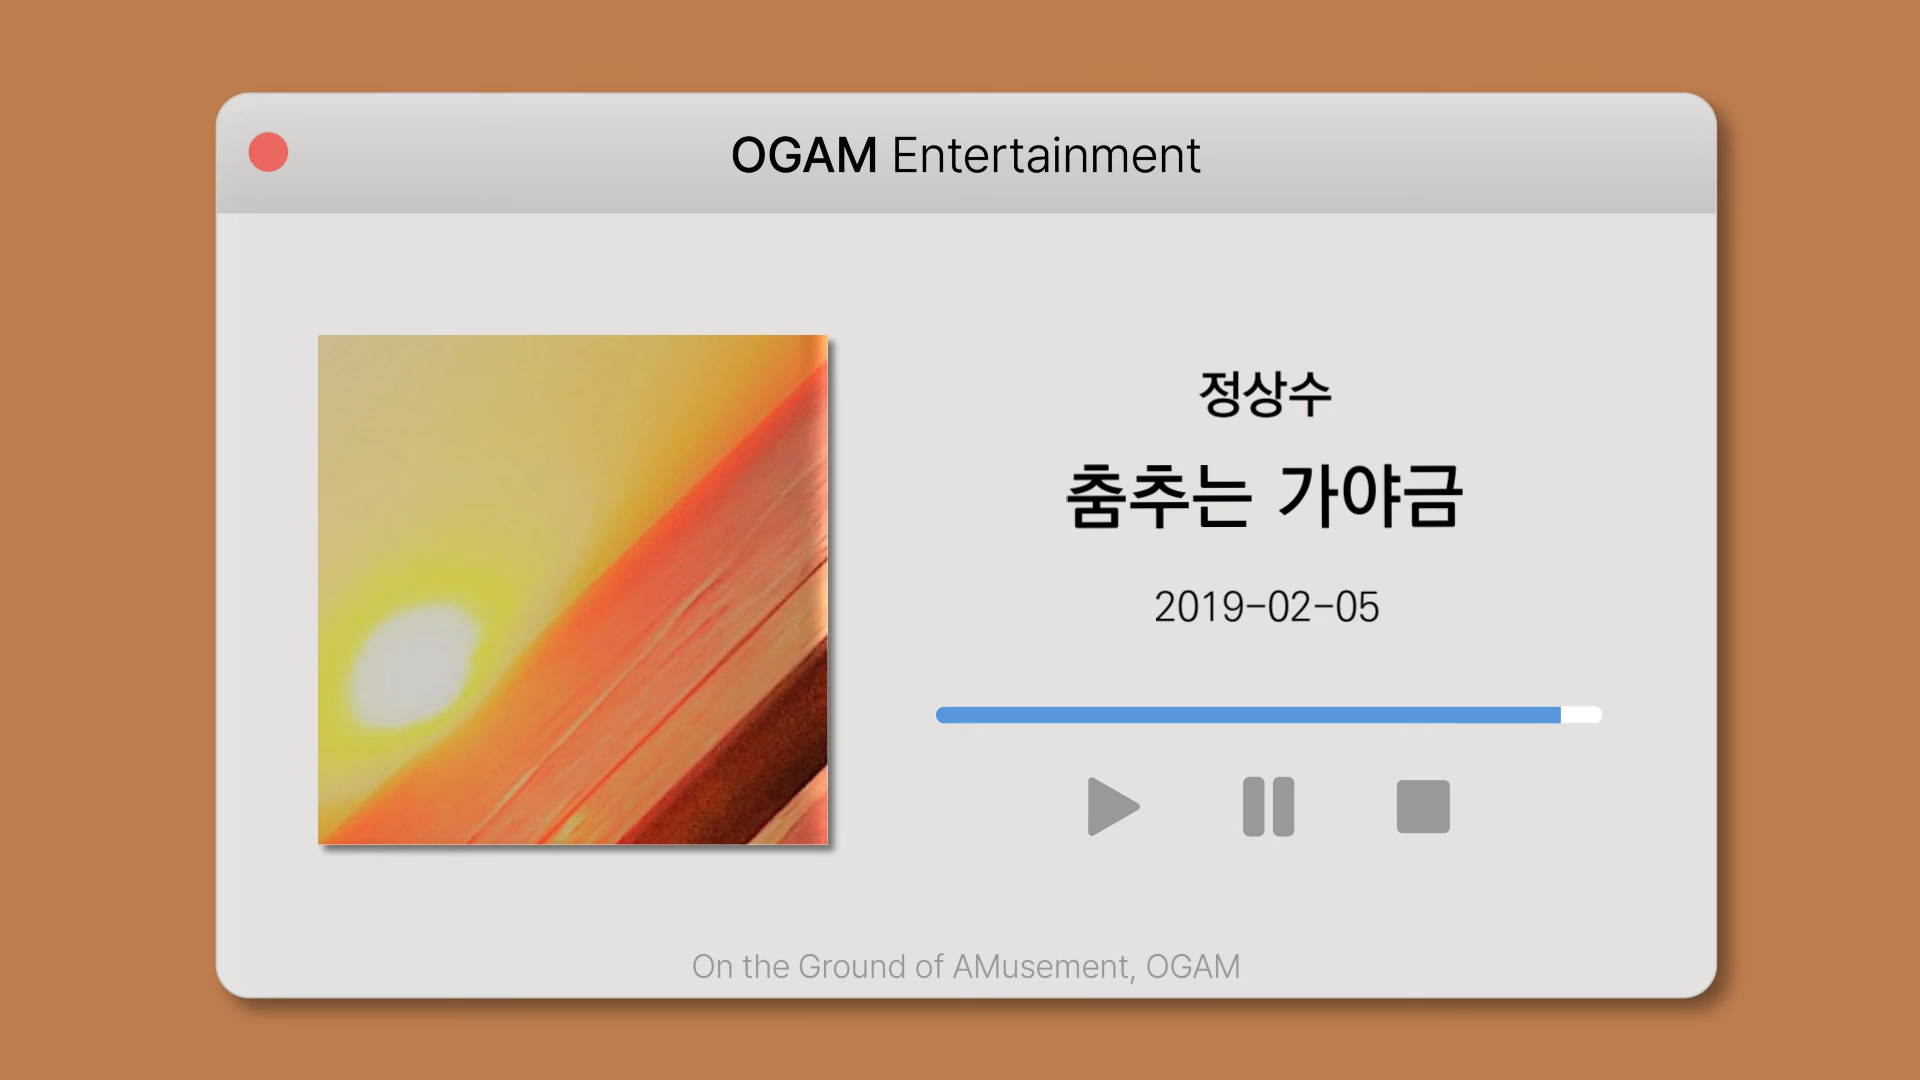 OGAM Entertainment
정상수
춤추는 가야금
2019-02-05
On the Ground of AMusement, OGAM